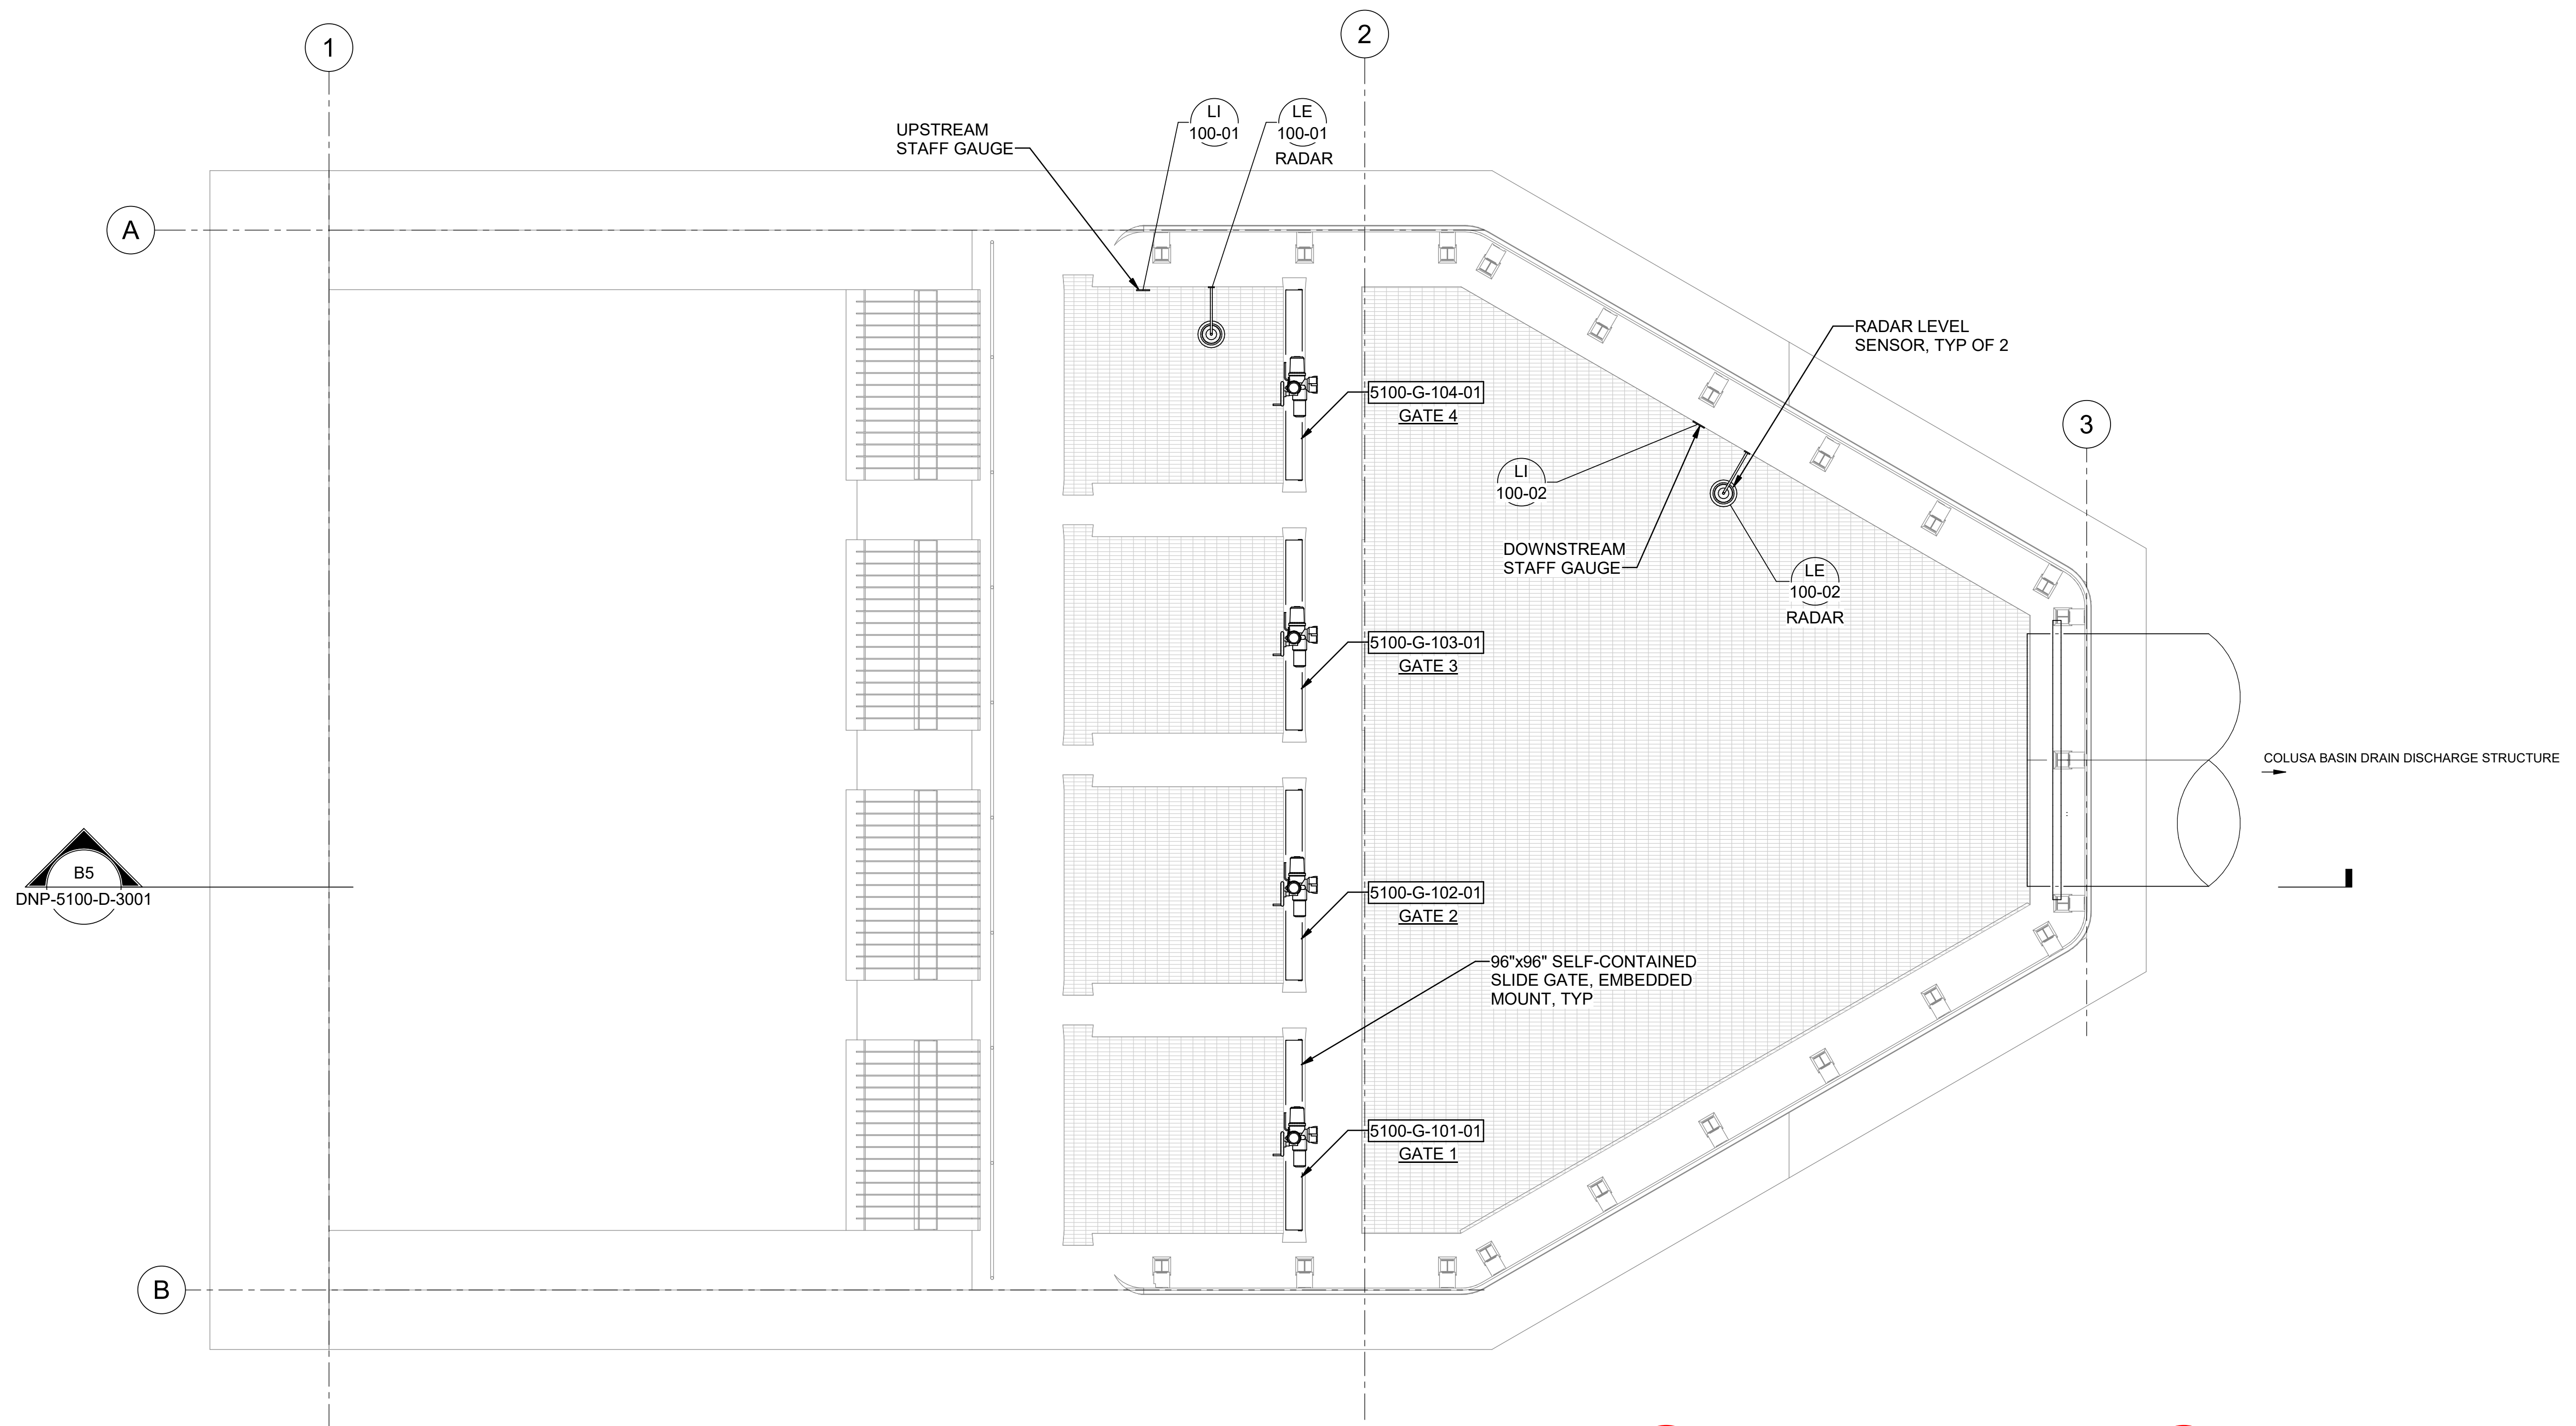 1
2
LI
100-01
LE
100-01
RADAR
UPSTREAM
STAFF GAUGE
A
RADAR LEVEL
SENSOR, TYP OF 2
5100-G-104-01
GATE 4
3
LI
100-02
DOWNSTREAM
STAFF GAUGE
LE
100-02
RADAR
5100-G-103-01
GATE 3
COLUSA BASIN DRAIN DISCHARGE STRUCTURE
B5
DNP-5100-D-3001
5100-G-102-01
GATE 2
96"x96" SELF-CONTAINED
SLIDE GATE, EMBEDDED
MOUNT, TYP
5100-G-101-01
GATE 1
B